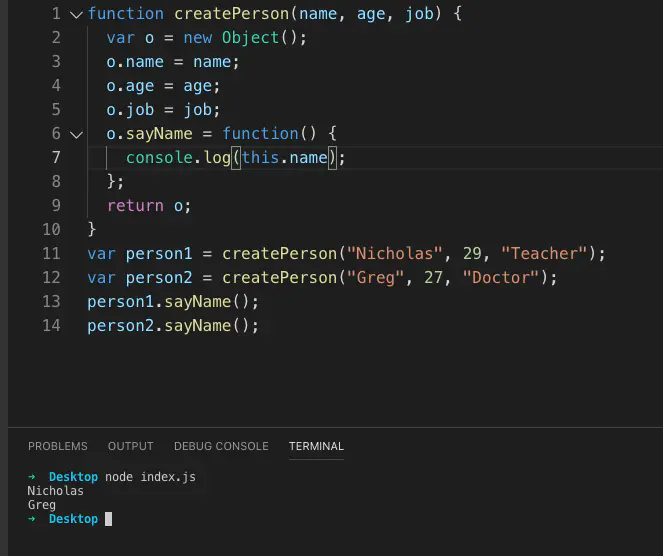 1 function createPerson(name, age, job) {
2   var o = new Object();
3   o.name = name;
4   o.age = age;
5   o.job = job;
6   o.sayName = function() {
7     console.log(this.name);
8   };
9   return o;
10 }
11 var person1 = createPerson("Nicholas", 29, "Teacher");
12 var person2 = createPerson("Greg", 27, "Doctor");
13 person1.sayName();
14 person2.sayName();
PROBLEMS OUTPUT DEBUG CONSOLE TERMINAL
→ Desktop node index.js
Nicholas
Greg
→ Desktop